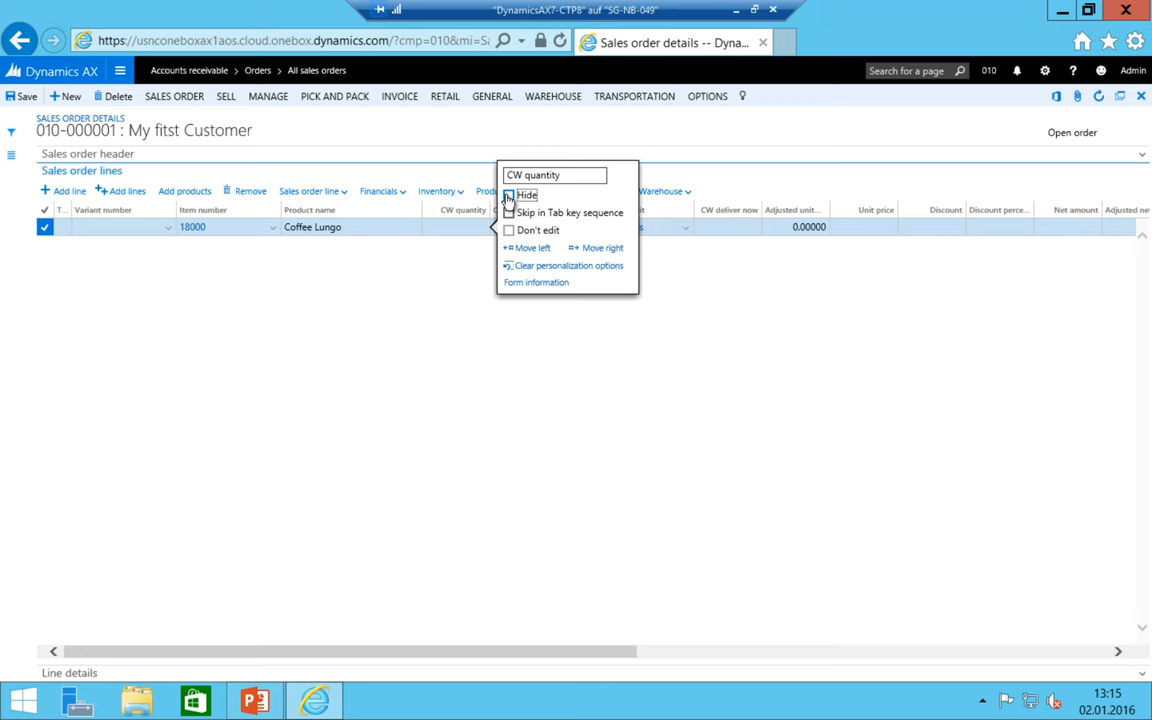 "DynamicsAX7-CTP8" auf "SG-NB-049"
https://usnconeboxax1aos.cloud.onebox.dynamics.com/?cmp=010&mi=Sa
Sales order details -- Dyna...
Dynamics AX
Accounts receivable > Orders > All sales orders
Search for a page
010
? Admin
Save + New Delete SALES ORDER SELL MANAGE PICK AND PACK INVOICE RETAIL GENERAL WAREHOUSE TRANSPORTATION OPTIONS
SALES ORDER DETAILS
010-000001 : My fitst Customer
Open order
Sales order header
Sales order lines
+ Add line Add lines Add products Remove Sales order line Financials Inventory Warehouse
T... Variant number Item number Product name CW quantity CW deliver now Adjusted unit... Unit price Discount Discount perce... Net amount Adjusted net
18000 Coffee Lungo 0.00000
CW quantity
Hide
Skip in Tab key sequence
Don't edit
Move left Move right
Clear personalization options
Form information
Line details
13:15
02.01.2016